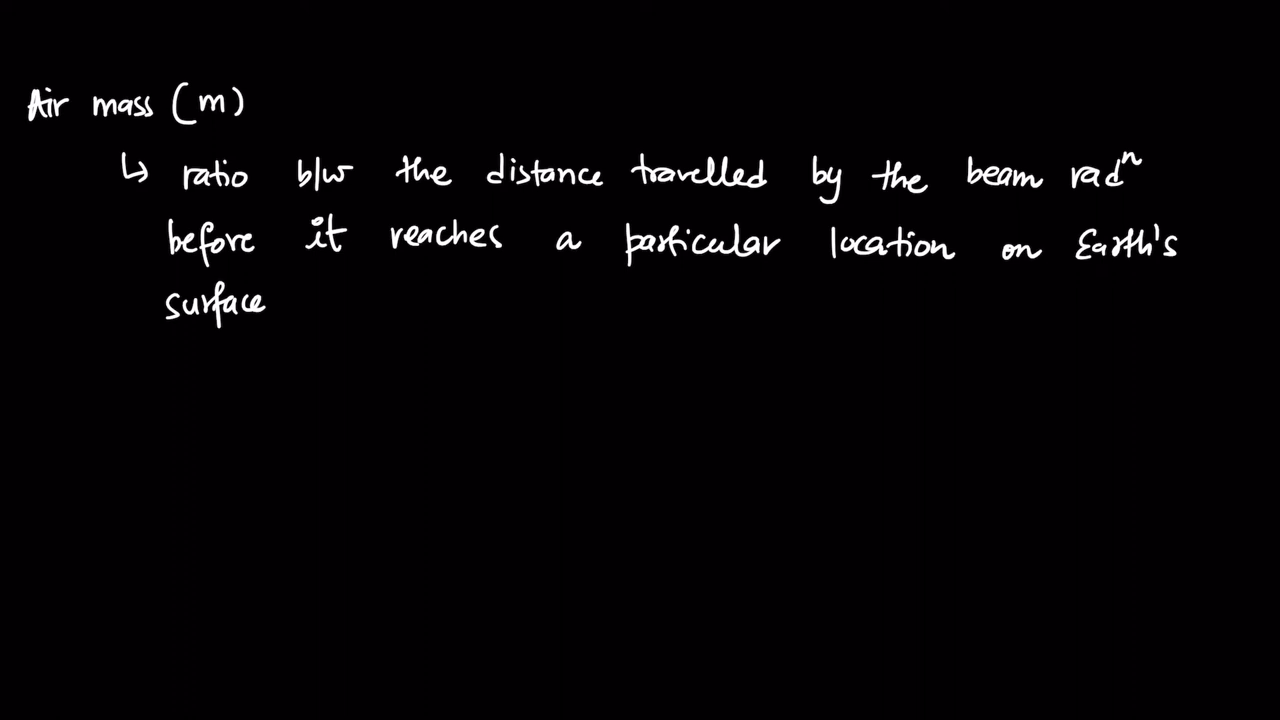 Air mass (m)
↳ ratio b/w the distance travelled by the beam radⁿ
before it reaches a particular location on Earth's
surface